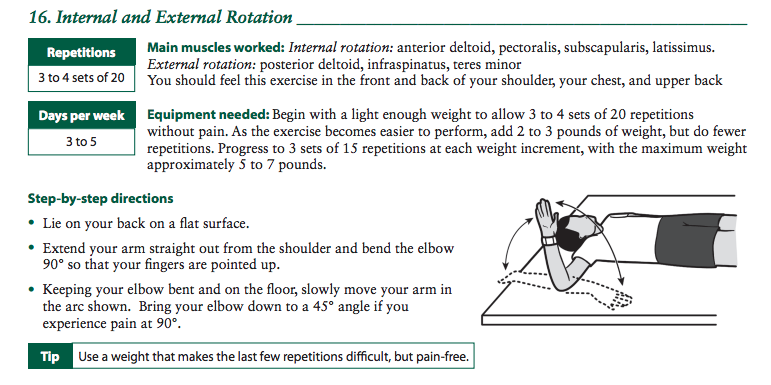 16. Internal and External Rotation
Repetitions
3 to 4 sets of 20
Main muscles worked: Internal rotation: anterior deltoid, pectoralis, subscapularis, latissimus.
External rotation: posterior deltoid, infraspinatus, teres minor
You should feel this exercise in the front and back of your shoulder, your chest, and upper back
Days per week
3 to 5
Equipment needed: Begin with a light enough weight to allow 3 to 4 sets of 20 repetitions
without pain. As the exercise becomes easier to perform, add 2 to 3 pounds of weight, but do fewer
repetitions. Progress to 3 sets of 15 repetitions at each weight increment, with the maximum weight
approximately 5 to 7 pounds.
Step-by-step directions
• Lie on your back on a flat surface.
• Extend your arm straight out from the shoulder and bend the elbow
90° so that your fingers are pointed up.
• Keeping your elbow bent and on the floor, slowly move your arm in
the arc shown. Bring your elbow down to a 45° angle if you
experience pain at 90°.
Tip Use a weight that makes the last few repetitions difficult, but pain-free.